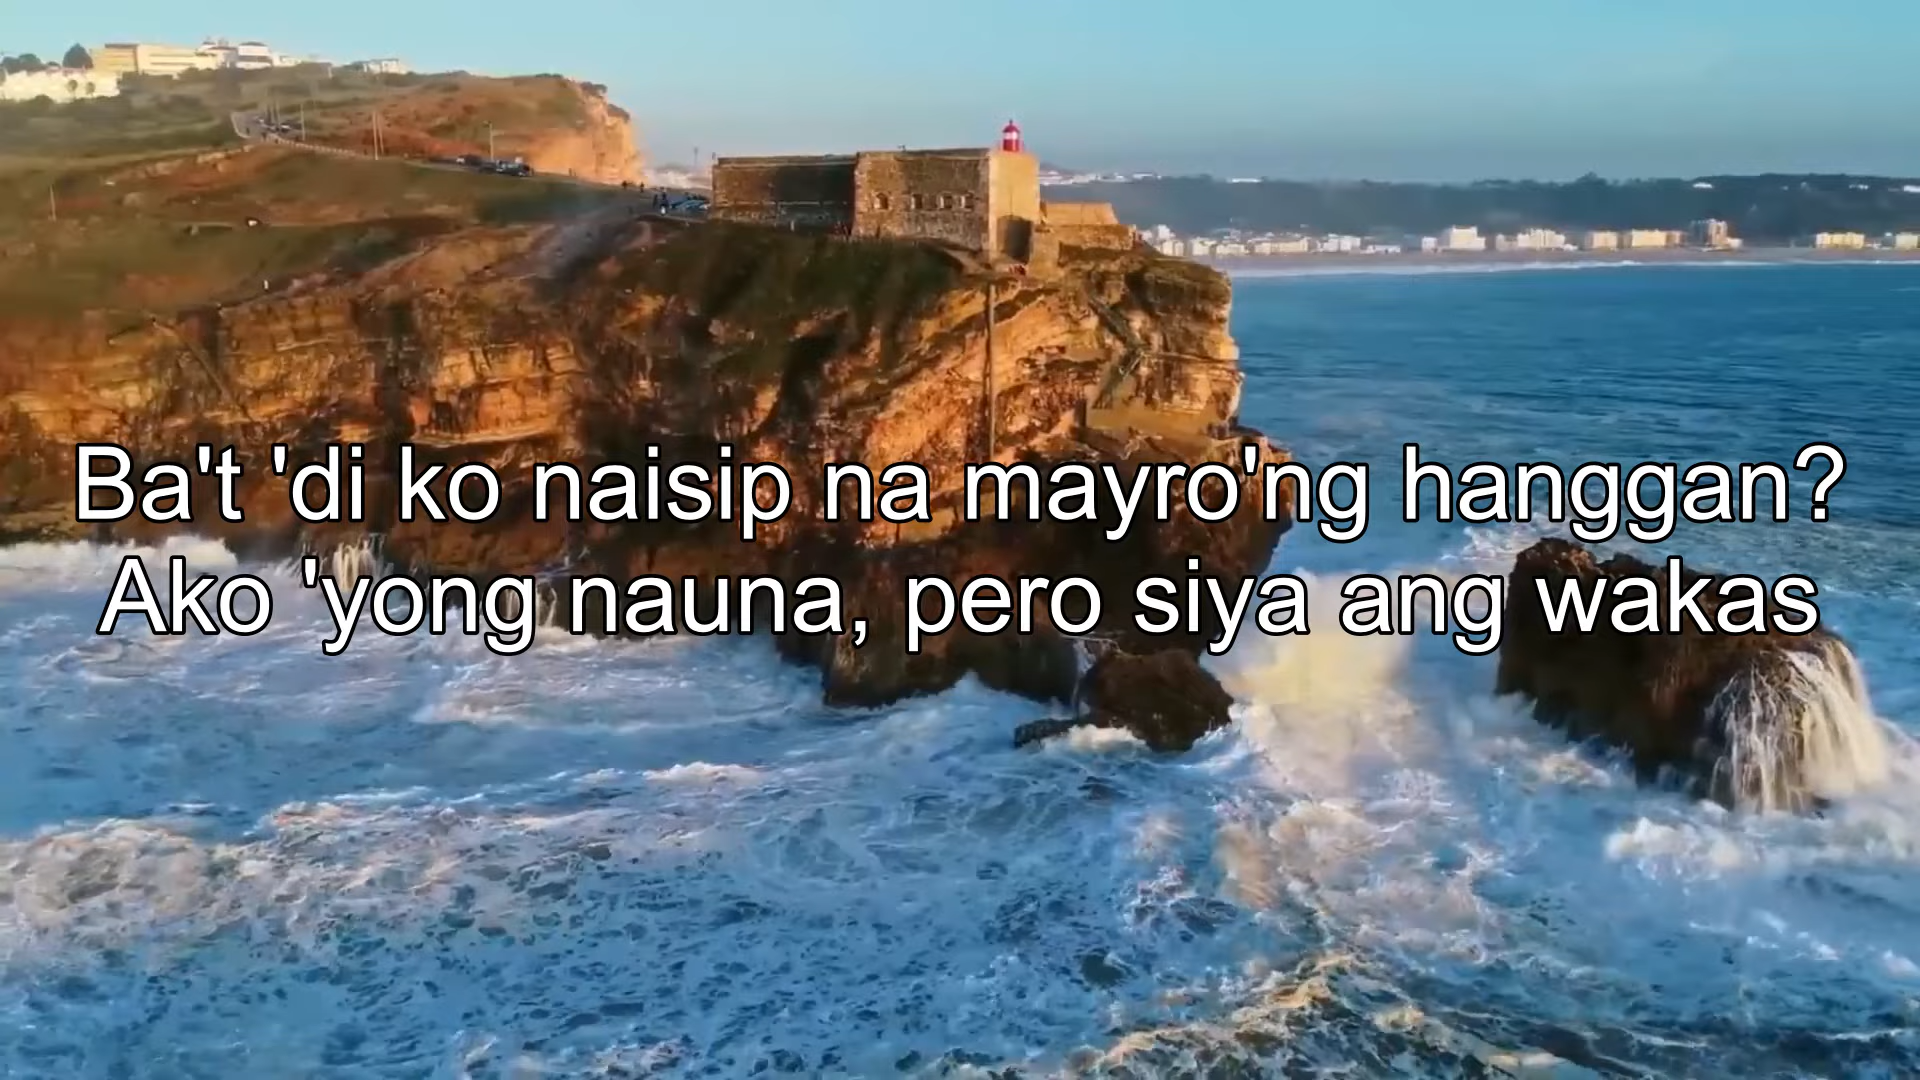 Ba't 'di ko naisip na mayro'ng hanggan?
Ako 'yong nauna, pero siya ang wakas